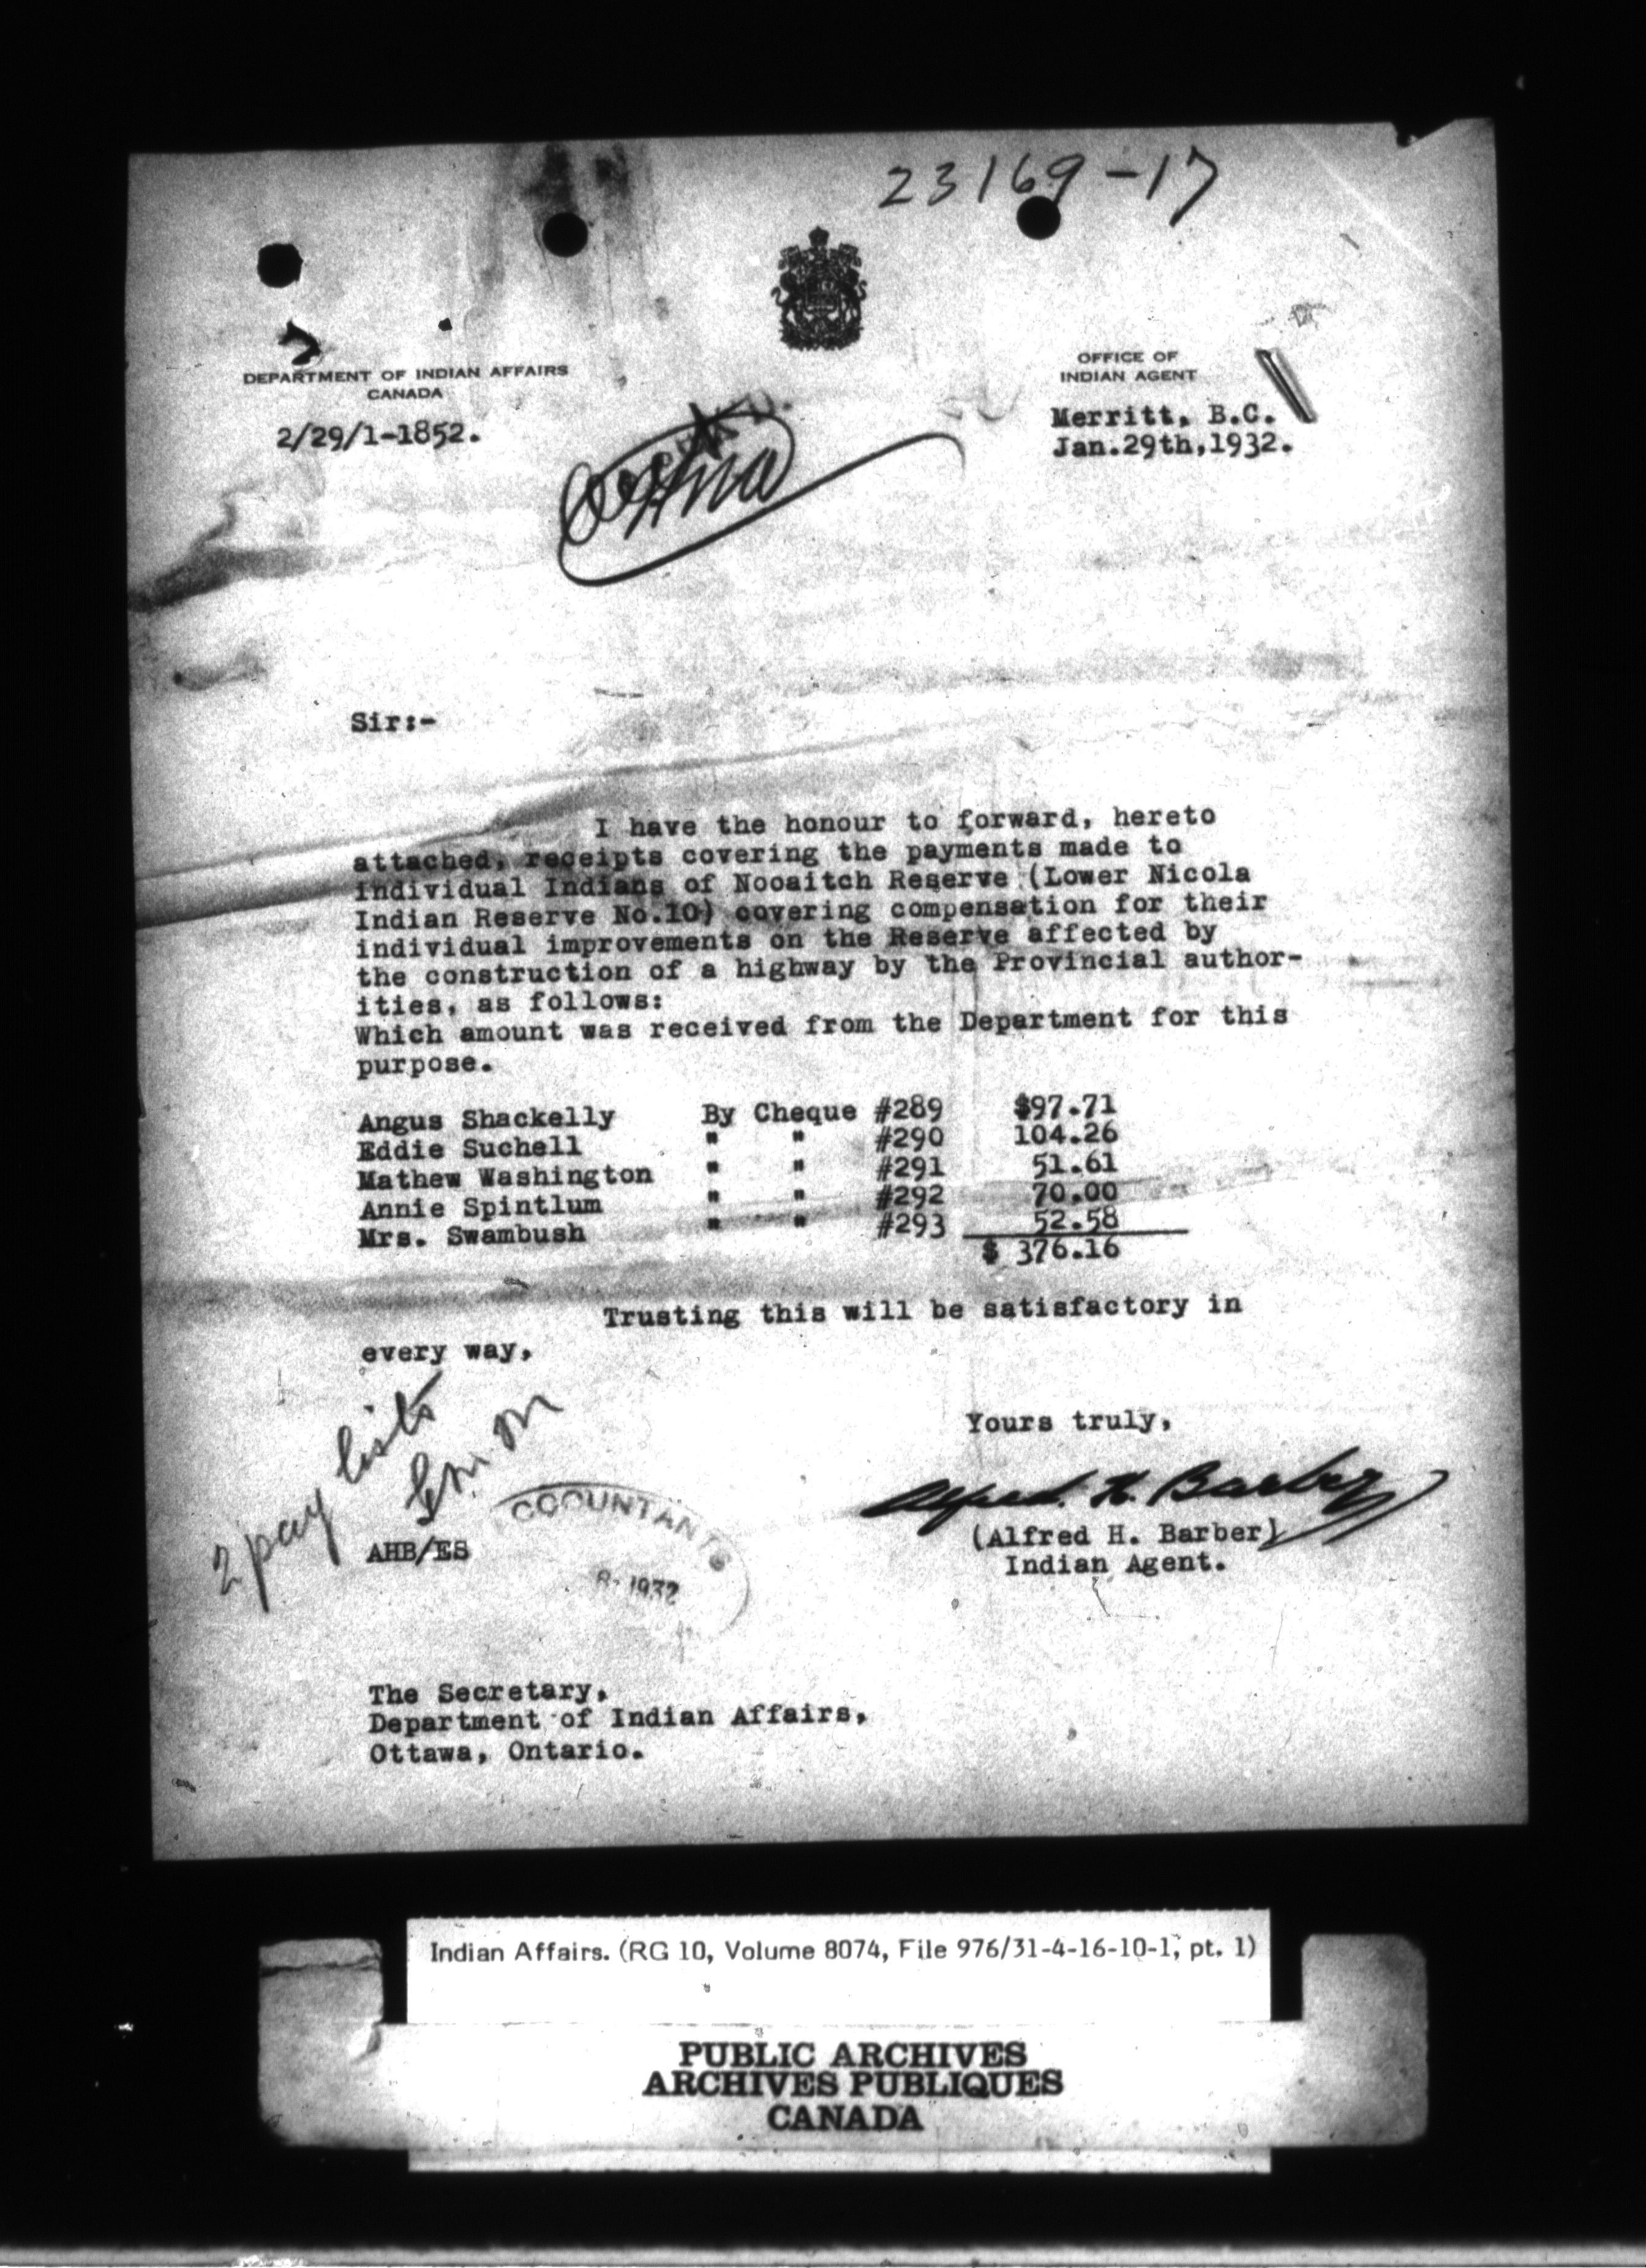 23169-17
DEPARTMENT OF INDIAN AFFAIRS
CANADA
2/29/1-1852.
OFFICE OF
INDIAN AGENT
Merritt, B.C.
Jan.29th,1932.
Sir:-
I have the honour to forward, hereto
attached, receipts covering the payments made to
individual Indians of Nooaitch Reserve (Lower Nicola
Indian Reserve No.10) covering compensation for their
individual improvements on the Reserve affected by
the construction of a highway by the Provincial author-
ities, as follows:
Which amount was received from the Department for this
purpose.
Angus Shackelly By Cheque #289 $97.71
Eddie Suchell " " #290 104.26
Mathew Washington " " #291 51.61
Annie Spintlum " " #292 70.00
Mrs. Swambush " " #293 52.58
$ 376.16
Trusting this will be satisfactory in
every way,
2 pay lists
Yours truly,
Alfred. H. Barber
(Alfred H. Barber)
Indian Agent.
AHB/ES
CCOUNTANTS
1932
The Secretary,
Department of Indian Affairs,
Ottawa, Ontario.
Indian Affairs. (RG 10, Volume 8074, File 976/31-4-16-10-1, pt. 1)
PUBLIC ARCHIVES
ARCHIVES PUBLIQUES
CANADA